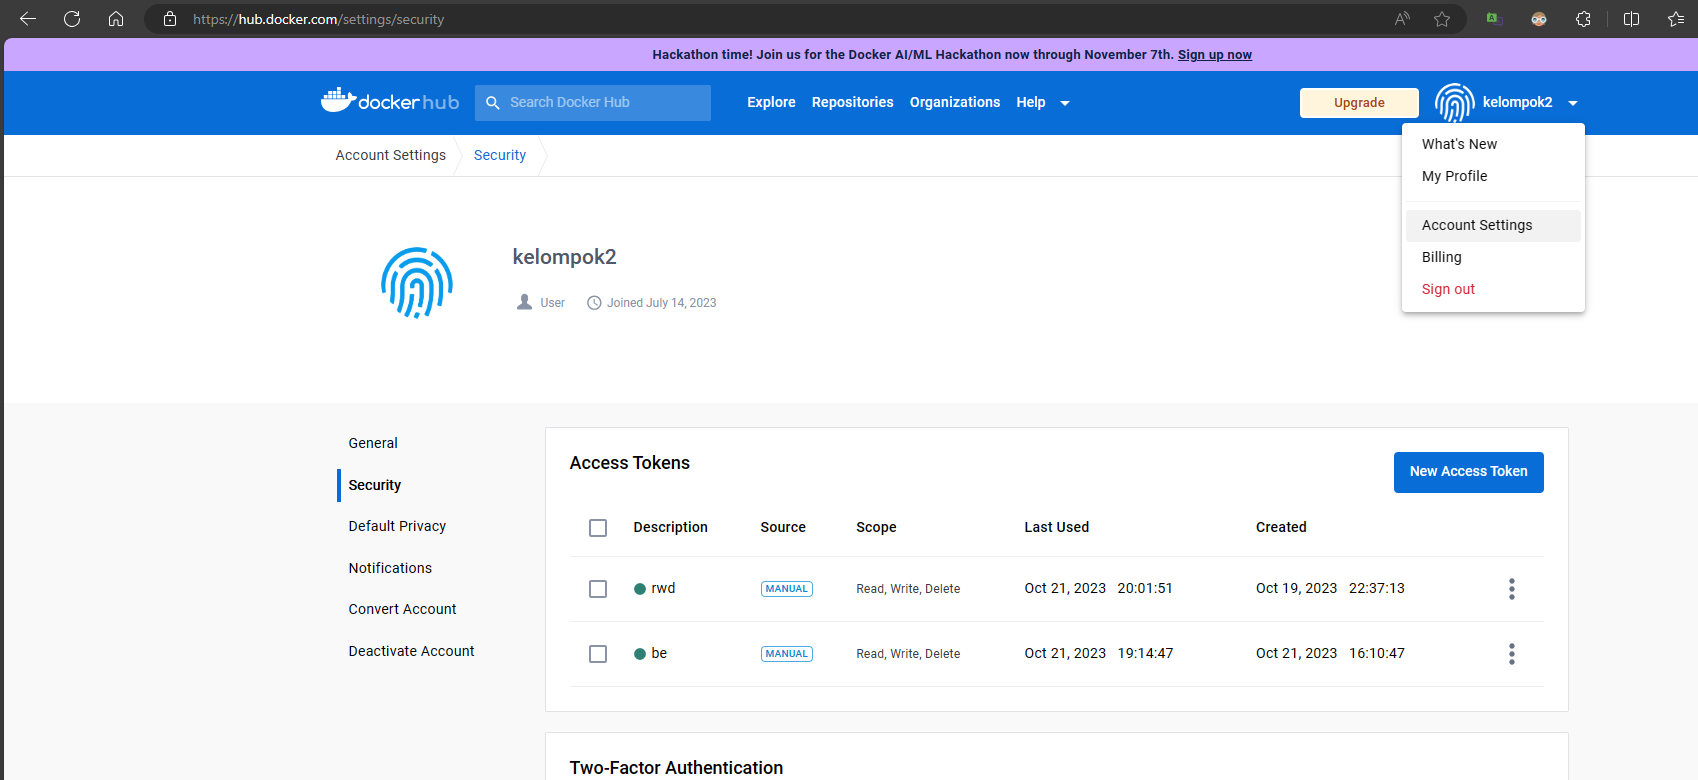 https://hub.docker.com/settings/security
Hackathon time! Join us for the Docker AI/ML Hackathon now through November 7th. Sign up now
dockerhub Search Docker Hub Explore Repositories Organizations Help Upgrade kelompok2
What's New
My Profile
Account Settings
Billing
Sign out
Account Settings Security
kelompok2
User Joined July 14, 2023
General
Security
Default Privacy
Notifications
Convert Account
Deactivate Account
Access Tokens
New Access Token
Description Source Scope Last Used Created
rwd MANUAL Read, Write, Delete Oct 21, 2023 20:01:51 Oct 19, 2023 22:37:13
be MANUAL Read, Write, Delete Oct 21, 2023 19:14:47 Oct 21, 2023 16:10:47
Two-Factor Authentication